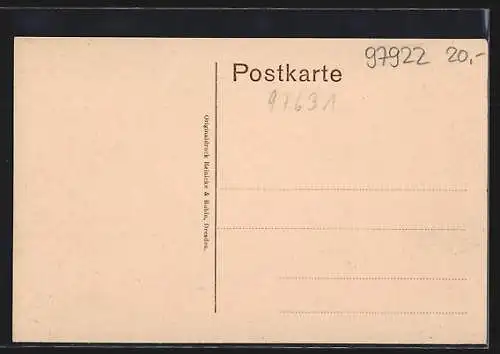 97922 20,-
Postkarte
97631
Originaldruck Reinicke & Rubin, Dresden.